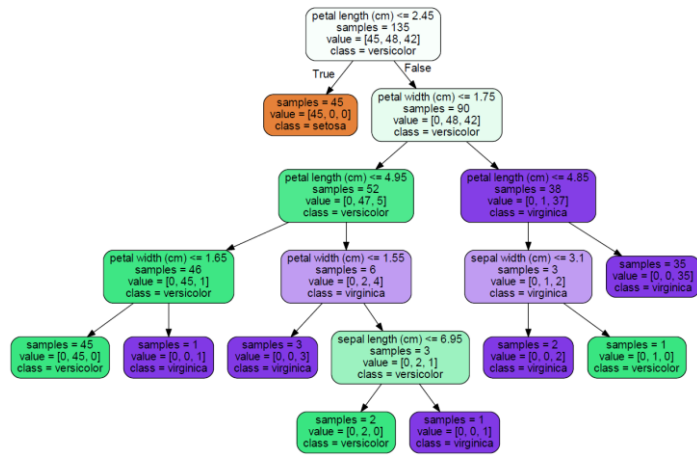 petal length (cm) <= 2.45
samples = 135
value = [45, 48, 42]
class = versicolor
True
False
samples = 45
value = [45, 0, 0]
class = setosa
petal width (cm) <= 1.75
samples = 90
value = [0, 48, 42]
class = versicolor
petal length (cm) <= 4.95
samples = 52
value = [0, 47, 5]
class = versicolor
petal length (cm) <= 4.85
samples = 38
value = [0, 1, 37]
class = virginica
petal width (cm) <= 1.65
samples = 46
value = [0, 45, 1]
class = versicolor
petal width (cm) <= 1.55
samples = 6
value = [0, 2, 4]
class = virginica
sepal width (cm) <= 3.1
samples = 3
value = [0, 1, 2]
class = virginica
samples = 35
value = [0, 0, 35]
class = virginica
samples = 45
value = [0, 45, 0]
class = versicolor
samples = 1
value = [0, 0, 1]
class = virginica
samples = 3
value = [0, 0, 3]
class = virginica
sepal length (cm) <= 6.95
samples = 3
value = [0, 2, 1]
class = versicolor
samples = 2
value = [0, 0, 2]
class = virginica
samples = 1
value = [0, 1, 0]
class = versicolor
samples = 2
value = [0, 2, 0]
class = versicolor
samples = 1
value = [0, 0, 1]
class = virginica